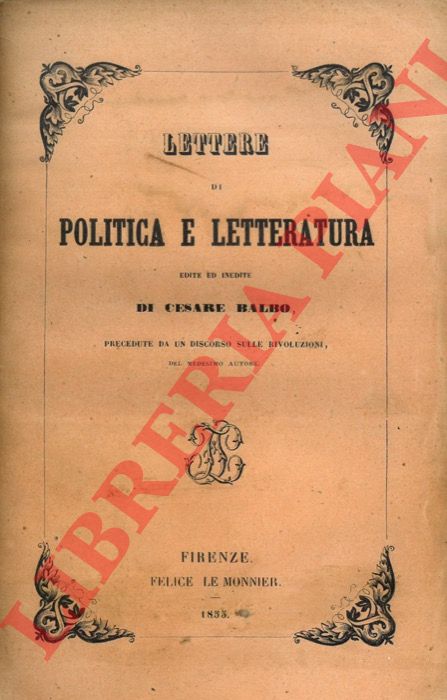 LETTERE
DI
POLITICA E LETTERATURA
EDITE ED INEDITE
DI CESARE BALBO,
PRECEDUTE DA UN DISCORSO SULLE RIVOLUZIONI,
DEL MEDESIMO AUTORE.
FIRENZE.
FELICE LE MONNIER.
1855.
LIBRERIA PIANI